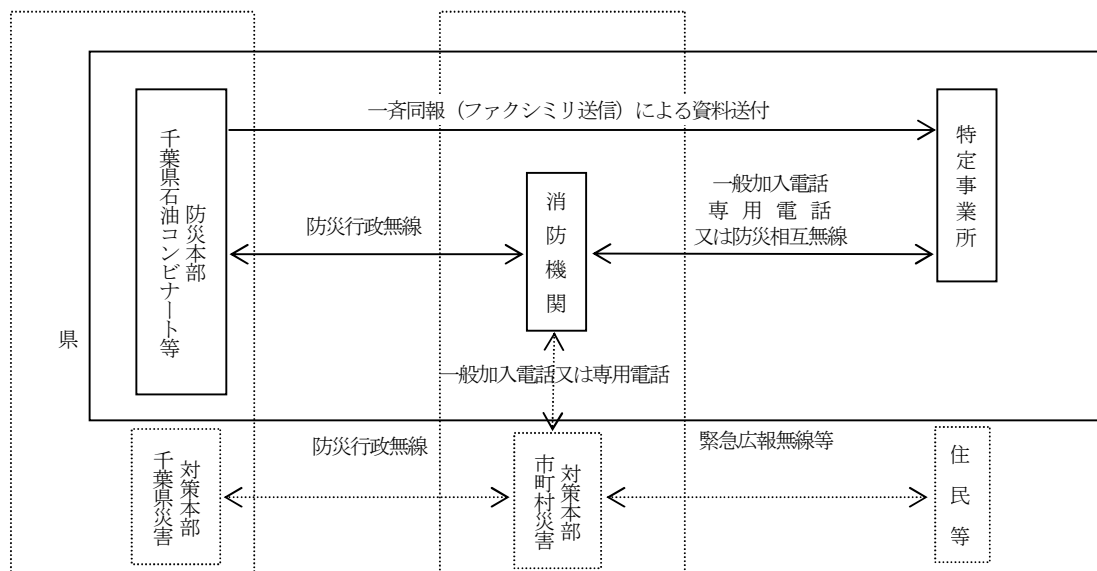 一斉同報（ファクシミリ送信）による資料送付
千葉県石油コンビナート等
防災本部
防災行政無線
消防機関
一般加入電話
専用電話
又は防災相互無線
特定事業所
県
一般加入電話又は専用電話
千葉県災害
対策本部
防災行政無線
市町村災害
対策本部
緊急広報無線等
住民等